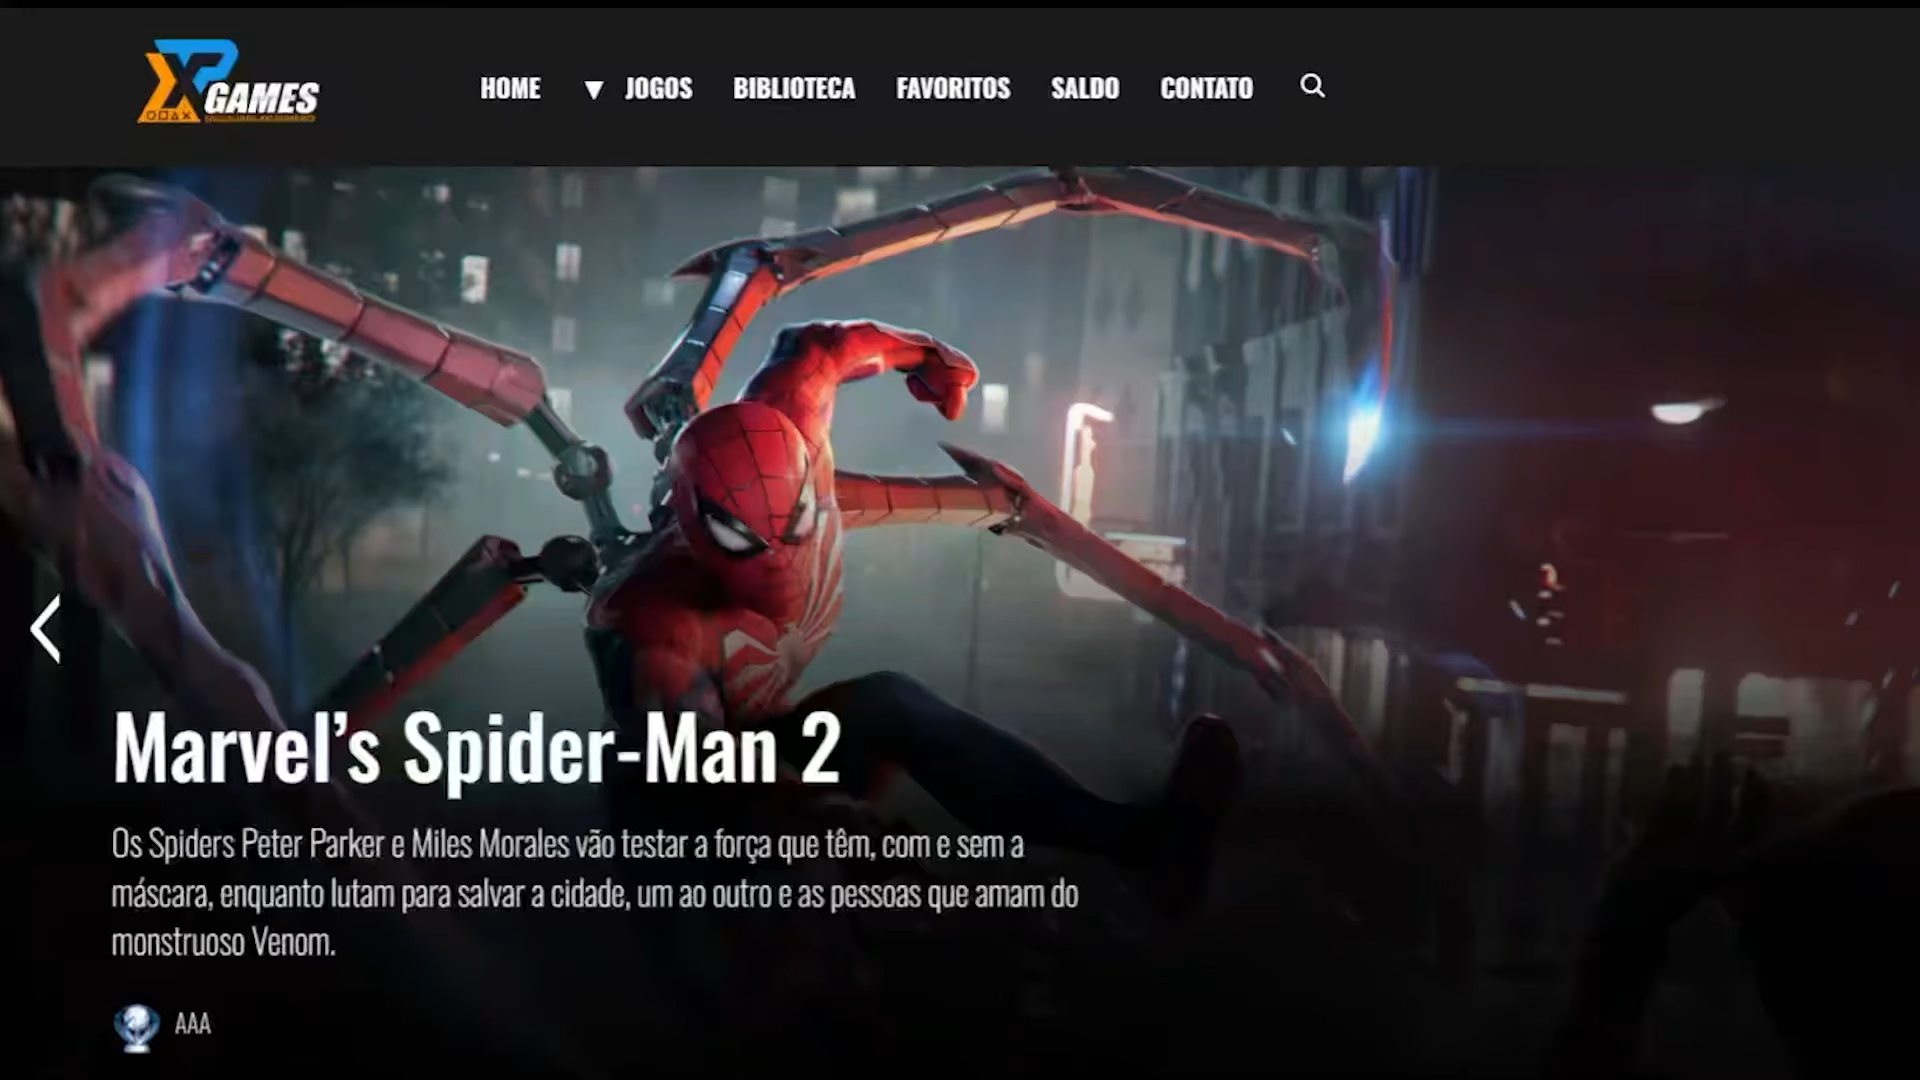 XP GAMES
HOME ▼ JOGOS BIBLIOTECA FAVORITOS SALDO CONTATO
Marvel’s Spider-Man 2
Os Spiders Peter Parker e Miles Morales vão testar a força que têm, com e sem a
máscara, enquanto lutam para salvar a cidade, um ao outro e as pessoas que amam do
monstruoso Venom.
AAA